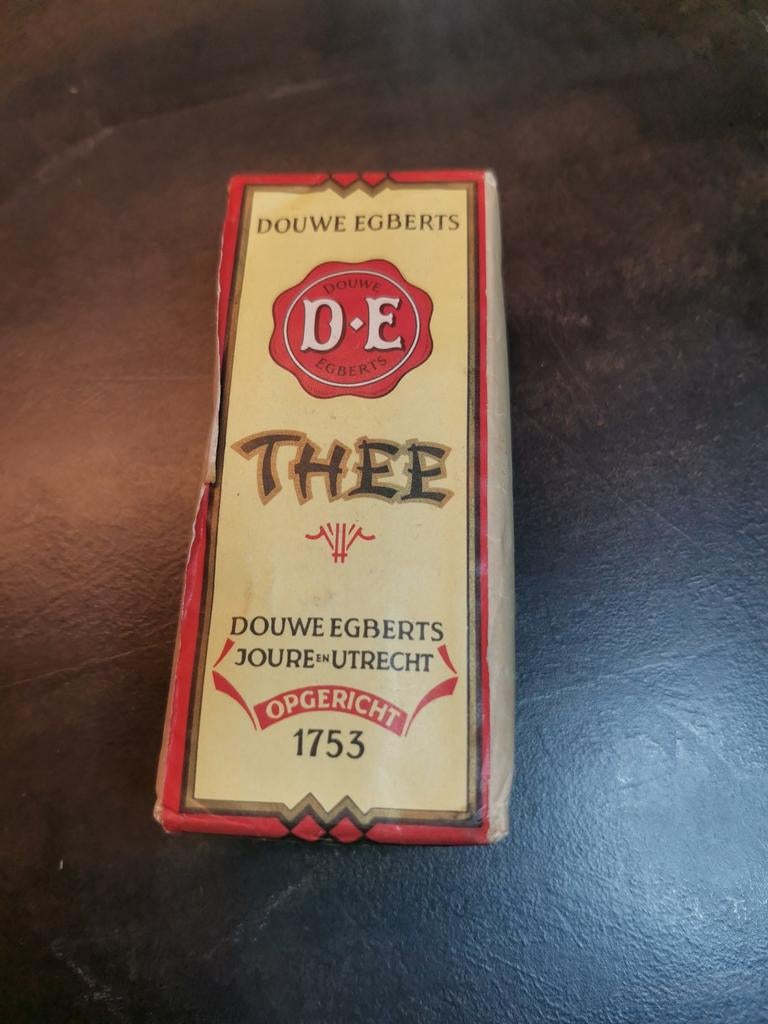 DOUWE EGBERTS
DOUWE
D·E
EGBERTS
THEE
DOUWE EGBERTS
JOURE EN UTRECHT
OPGERICHT
1753